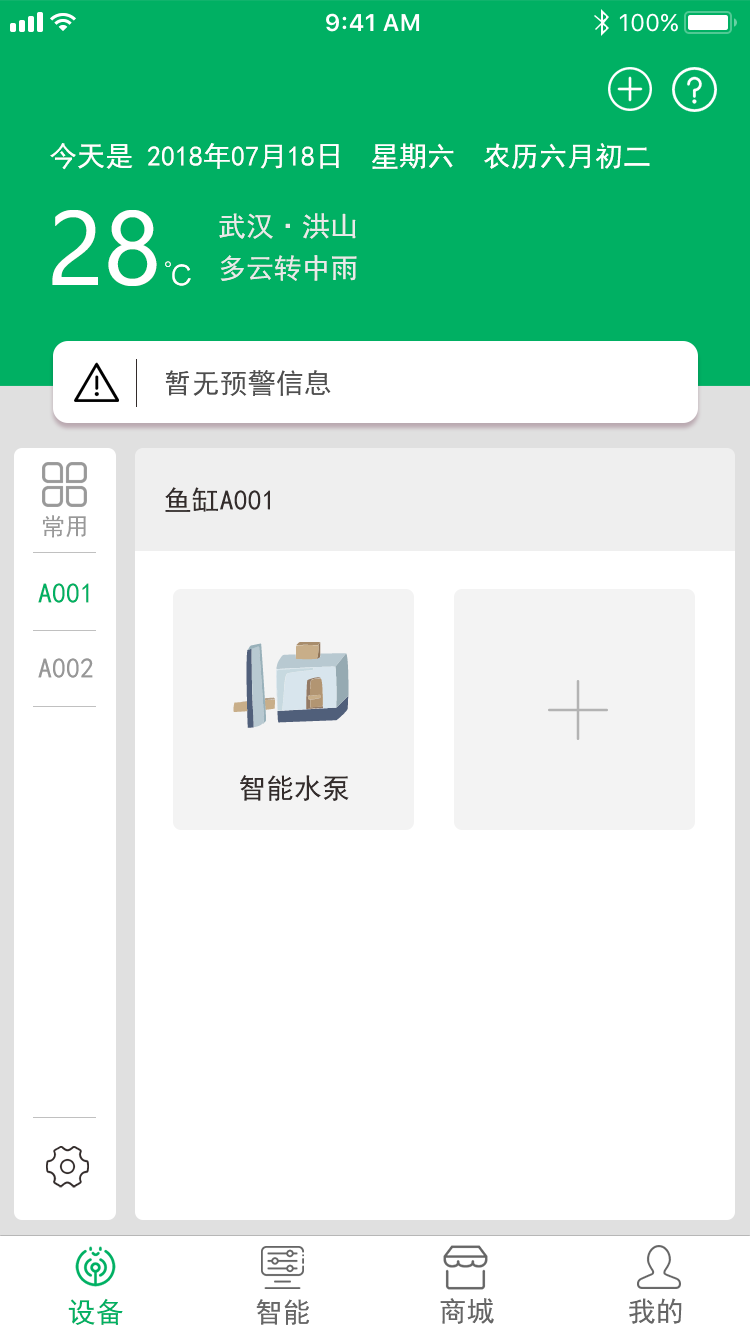 9:41 AM 100%
今天是 2018年07月18日 星期六 农历六月初二
28℃
武汉·洪山
多云转中雨
暂无预警信息
常用
A001
A002
鱼缸A001
智能水泵
设备 智能 商城 我的